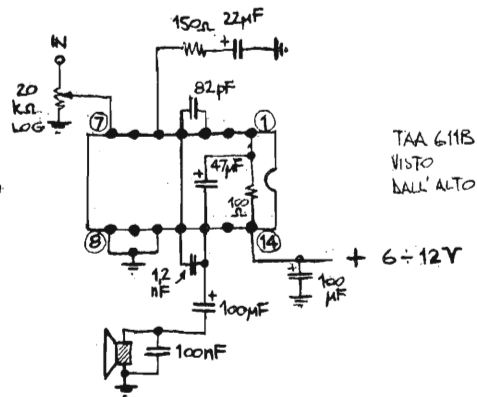 IN
20
kΩ
LOG
150Ω
22µF
82pF
7
1
47µF
100
Ω
8
14
TAA 611B
VISTO
DALL' ALTO
+ 6÷12V
100
µF
1,2
nF
100µF
100nF